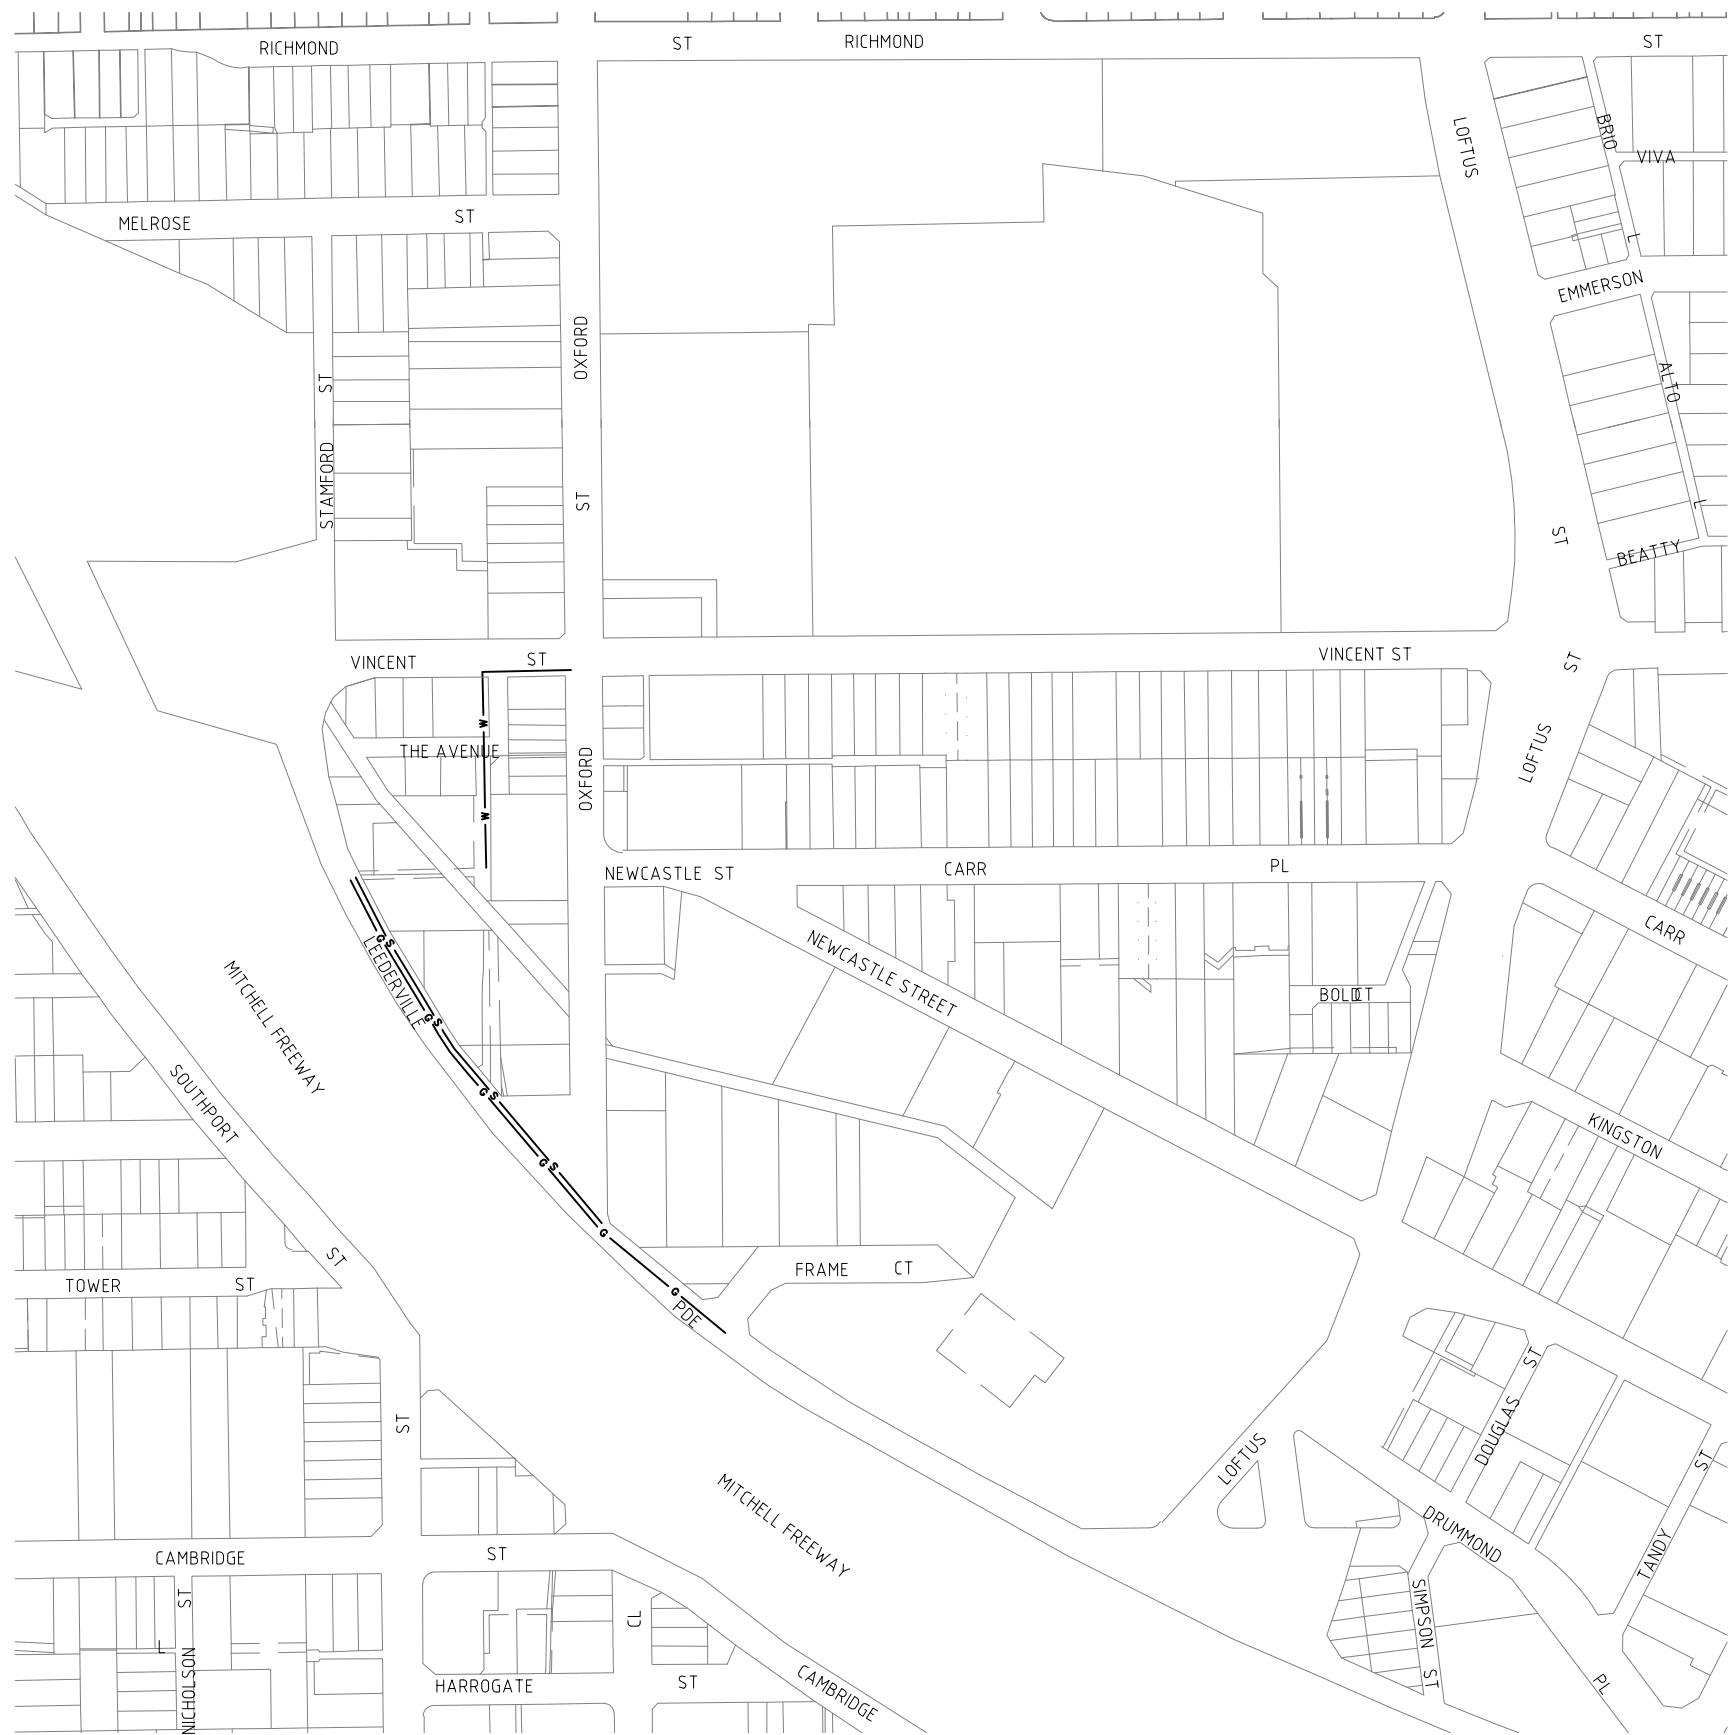 RICHMOND
ST
RICHMOND
ST
LOFTUS
BRIO
VIVA
L
MELROSE
ST
EMMERSON
OXFORD
ST
STAMFORD
ST
ALTO
L
ST
BEATTY
VINCENT
ST
VINCENT ST
ST
W
THE AVENUE
OXFORD
LOFTUS
W
NEWCASTLE ST
CARR
PL
CARR
NEWCASTLE STREET
G
S
LEEDERVILLE
MITCHELL FREEWAY
BOLD CT
G
S
SOUTHPORT
G
S
KINGSTON
G
S
G
ST
TOWER
ST
FRAME
CT
G
PDE
ST
DOUGLAS
ST
LOFTUS
ST
MITCHELL FREEWAY
DRUMMOND
TANDY
CAMBRIDGE
ST
ST
CL
SIMPSON
ST
L
NICHOLSON
HARROGATE
ST
CAMBRIDGE
PL